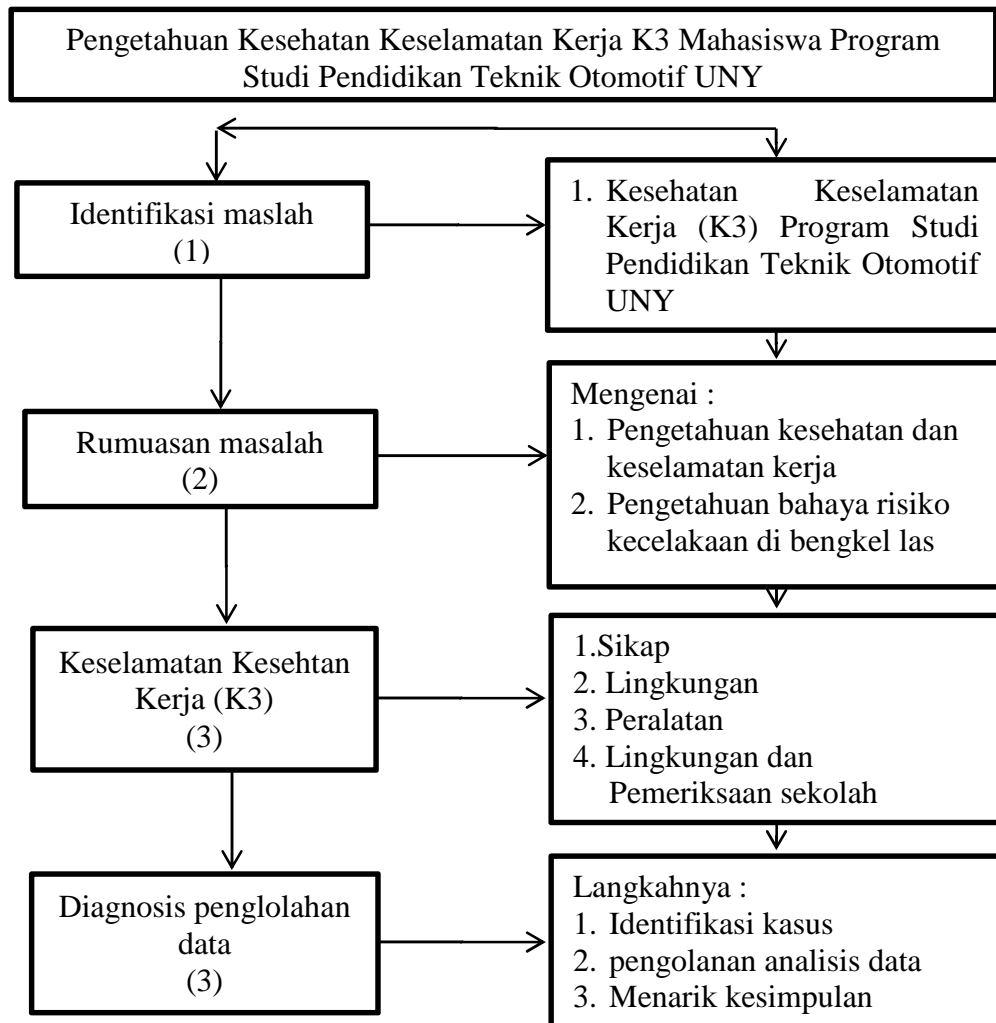 Pengetahuan Kesehatan Keselamatan Kerja K3 Mahasiswa Program
Studi Pendidikan Teknik Otomotif UNY
Identifikasi maslah
(1)
1. Kesehatan Keselamatan
Kerja (K3) Program Studi
Pendidikan Teknik Otomotif
UNY
Rumuasan masalah
(2)
Mengenai :
1. Pengetahuan kesehatan dan
keselamatan kerja
2. Pengetahuan bahaya risiko
kecelakaan di bengkel las
Keselamatan Kesehtan
Kerja (K3)
(3)
1.Sikap
2. Lingkungan
3. Peralatan
4. Lingkungan dan
Pemeriksaan sekolah
Diagnosis penglolahan
data
(3)
Langkahnya :
1. Identifikasi kasus
2. pengolanan analisis data
3. Menarik kesimpulan